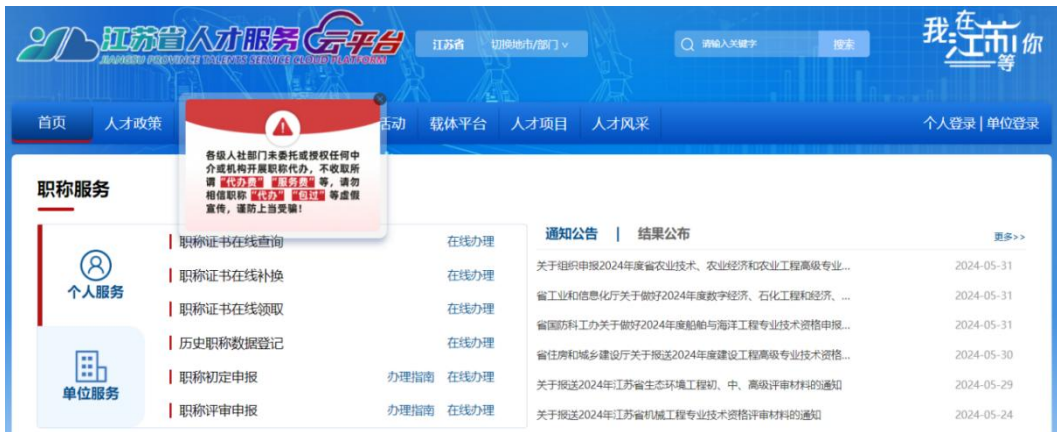 江苏省人才服务云平台
JIANGSU PROVINCE TALENTS SERVICE CLOUD PLATFORM
江苏省 切换地市/部门
请输入关键字 搜索
我在江苏等你
首页 人才政策 活动 载体平台 人才项目 人才风采 个人登录 | 单位登录
各级人社部门未委托或授权任何中
介或机构开展职称代办，不收取所
谓“代办费”“服务费”等，请勿
相信职称“代办”“包过”等虚假
宣传，谨防上当受骗！
职称服务
个人服务
单位服务
职称证书在线查询 在线办理
职称证书在线补换 在线办理
职称证书在线领取 在线办理
历史职称数据登记 在线办理
职称初定申报 办理指南 在线办理
职称评审申报 办理指南 在线办理
通知公告 | 结果公布 更多>>
关于组织申报2024年度省农业技术、农业经济和农业工程高级专业... 2024-05-31
省工业和信息化厅关于做好2024年度数字经济、石化工程和经济、... 2024-05-31
省国防科工办关于做好2024年度船舶与海洋工程专业技术资格申报... 2024-05-31
省住房和城乡建设厅关于报送2024年度建设工程高级专业技术资格... 2024-05-30
关于报送2024年江苏省生态环境工程初、中、高级评审材料的通知 2024-05-29
关于报送2024年江苏省机械工程专业技术资格评审材料的通知 2024-05-24